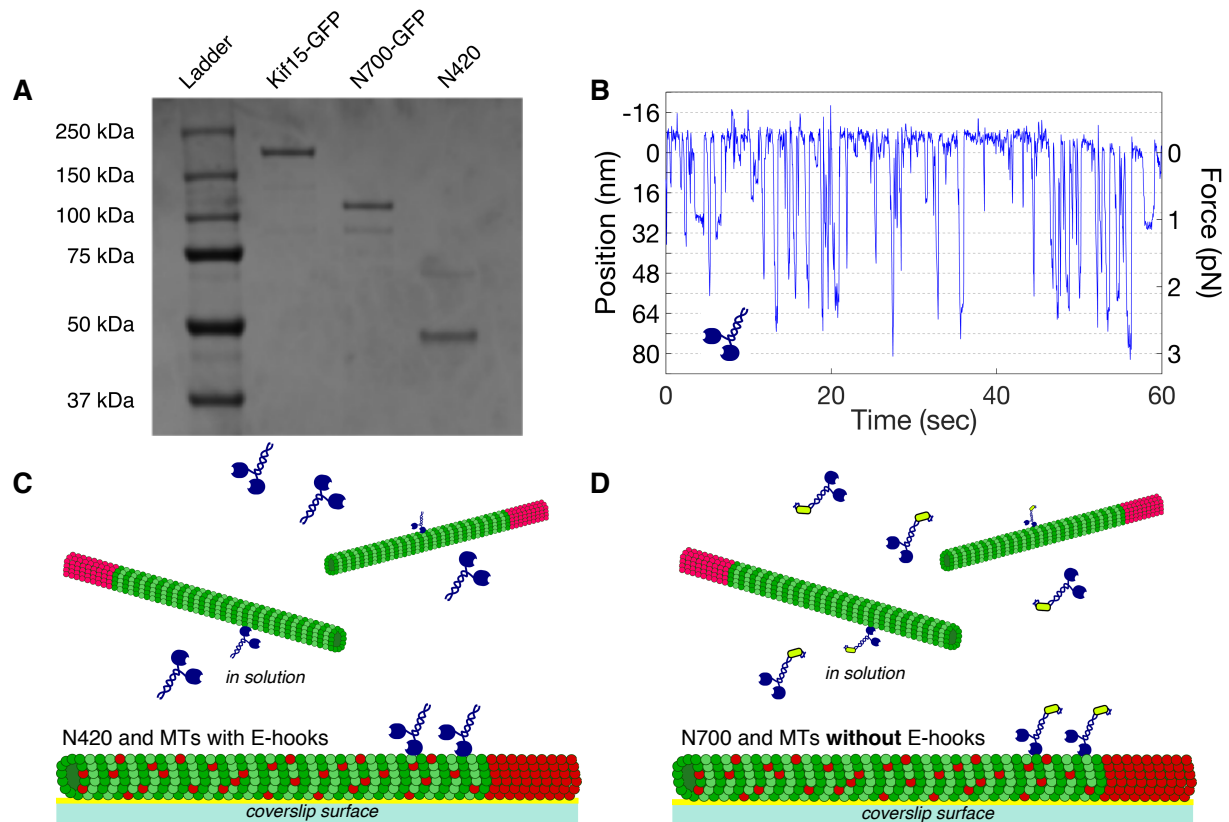 A
Ladder
Kif15-GFP
N700-GFP
N420
250 kDa
150 kDa
100 kDa
75 kDa
50 kDa
37 kDa
B
Position (nm)
-16
0
16
32
48
64
80
Force (pN)
0
1
2
3
0
20
40
60
Time (sec)
C
in solution
N420 and MTs with E-hooks
coverslip surface
D
in solution
N700 and MTs without E-hooks
coverslip surface